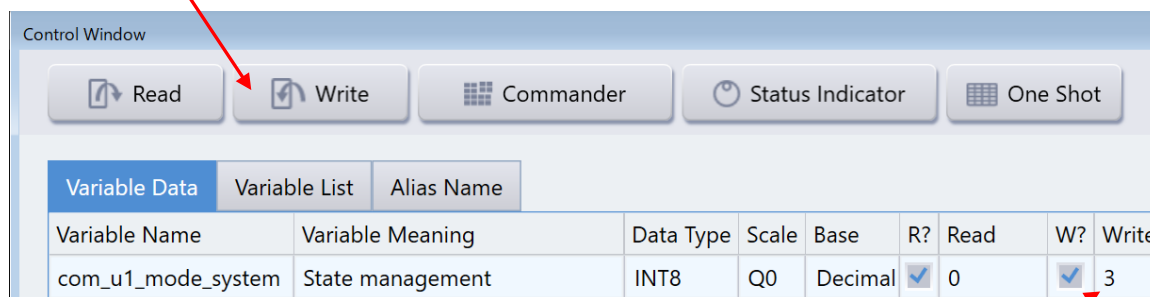 Control Window
Read Write Commander Status Indicator One Shot
Variable Data Variable List Alias Name
Variable Name Variable Meaning Data Type Scale Base R? Read W? Write
com_u1_mode_system State management INT8 Q0 Decimal 0 3